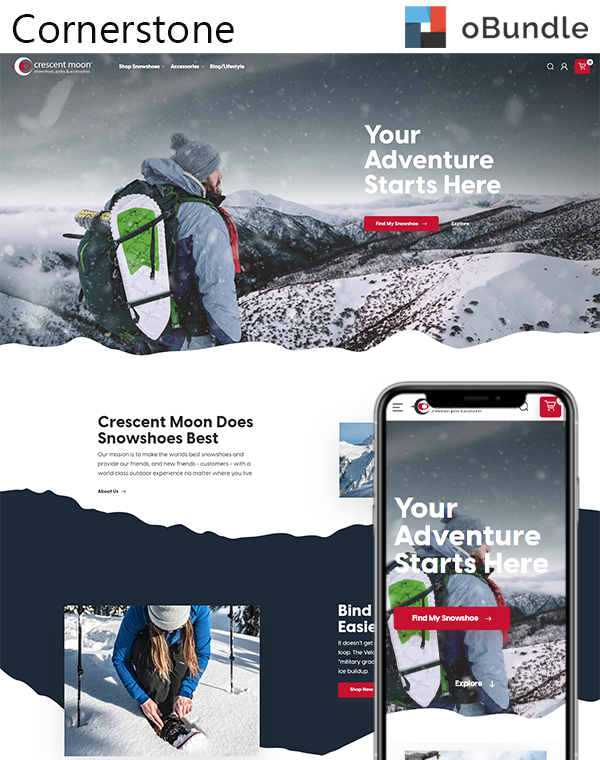 Cornerstone
oBundle
crescent moon
snowshoes, poles & accessories
Shop Snowshoes
Accessories
Blog/Lifestyle
0
Your
Adventure
Starts Here
Find My Snowshoe →
Explore
Crescent Moon Does
Snowshoes Best
Our mission is to make the worlds best snowshoes and
provide our friends, and new friends - customers - with a
world class outdoor experience no matter where you live.
About Us →
Bind
Easie
It doesn't get
loop. The Vel
"military grad
ice buildup.
Shop Now
snowshoes, poles & accessories
Your
Adventure
Starts Here
Find My Snowshoe →
Explore ↓